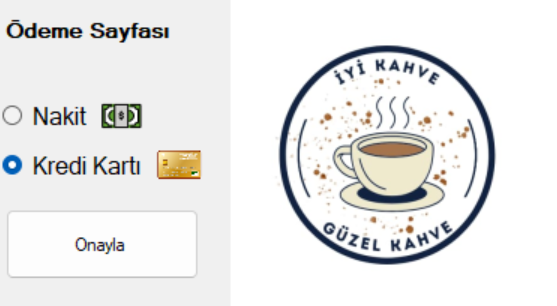 Ödeme Sayfası
Nakit
Kredi Kartı
Onayla
İYİ KAHVE
GÜZEL KAHVE